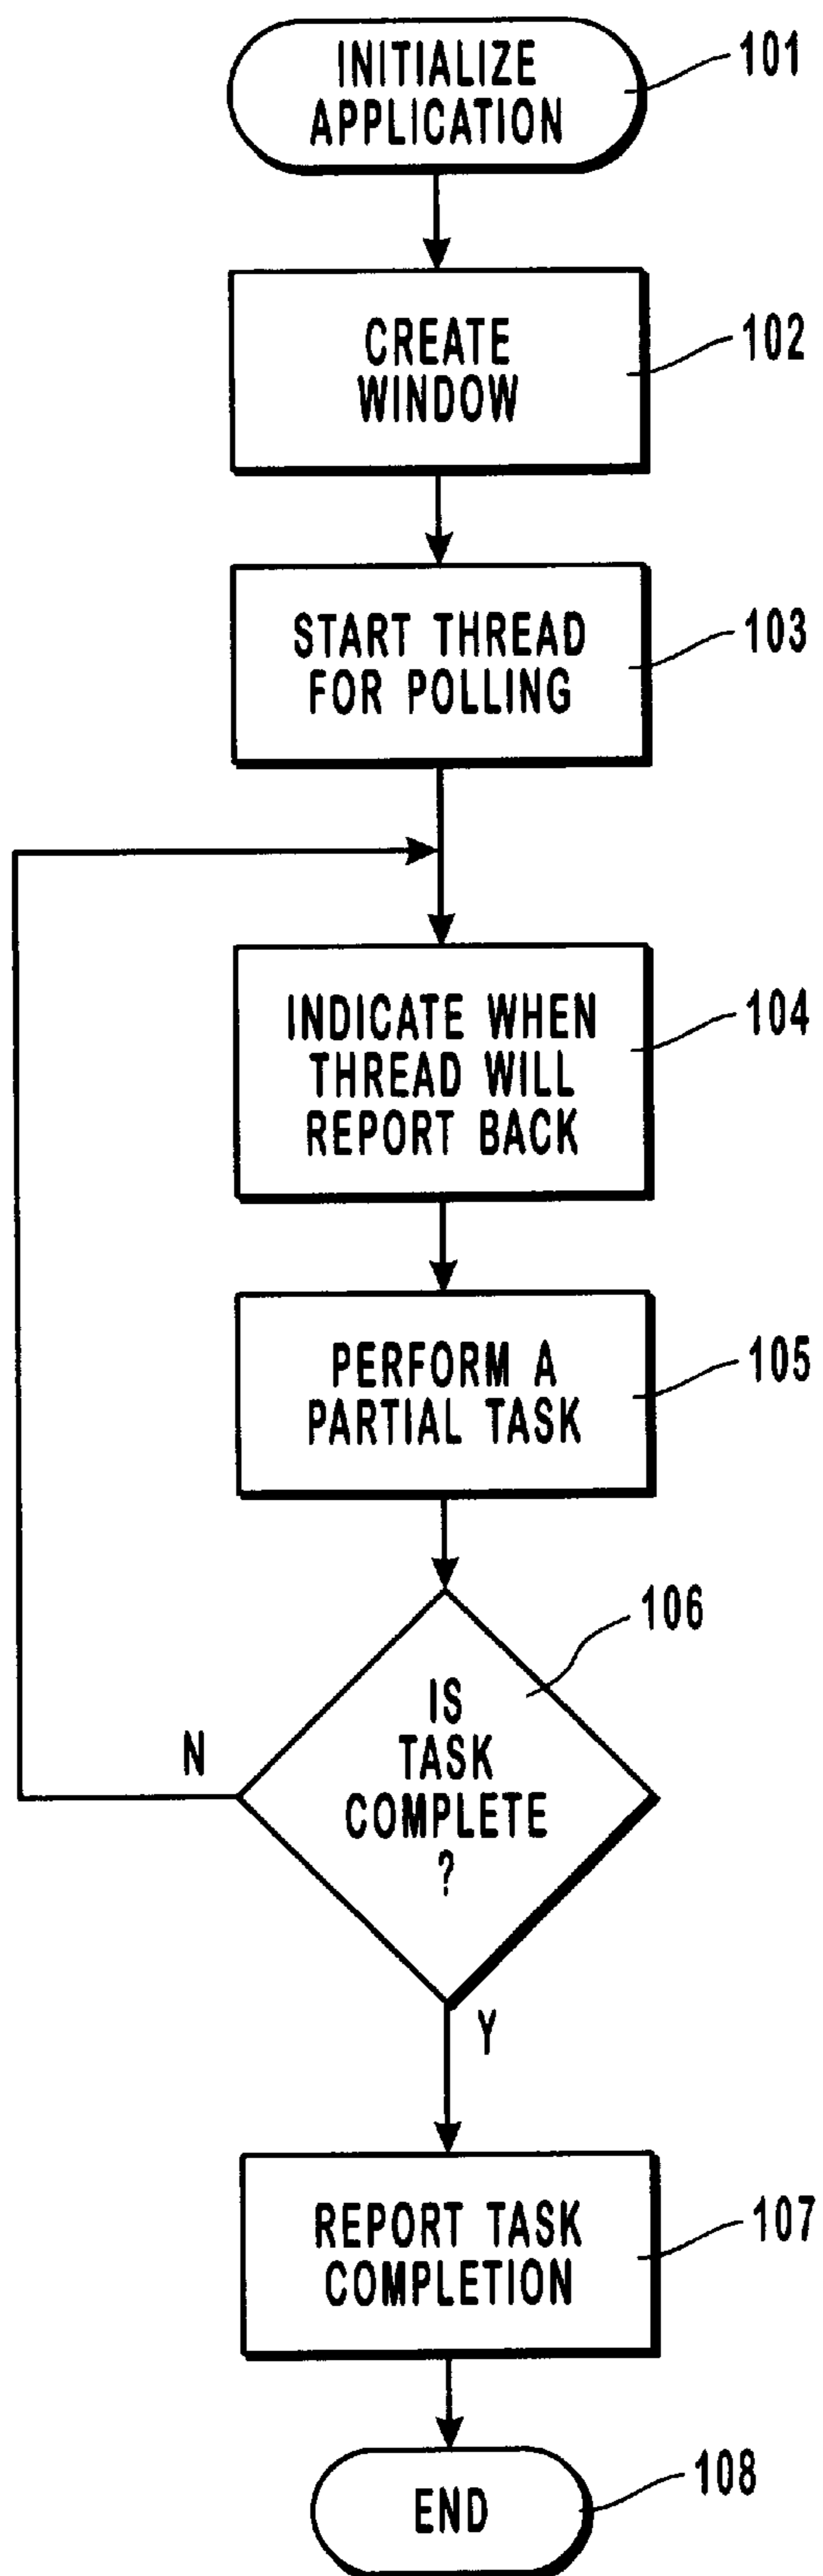 INITIALIZE
APPLICATION
101
CREATE
WINDOW
102
START THREAD
FOR POLLING
103
INDICATE WHEN
THREAD WILL
REPORT BACK
104
PERFORM A
PARTIAL TASK
105
IS
TASK
COMPLETE
?
106
N
Y
REPORT TASK
COMPLETION
107
END
108